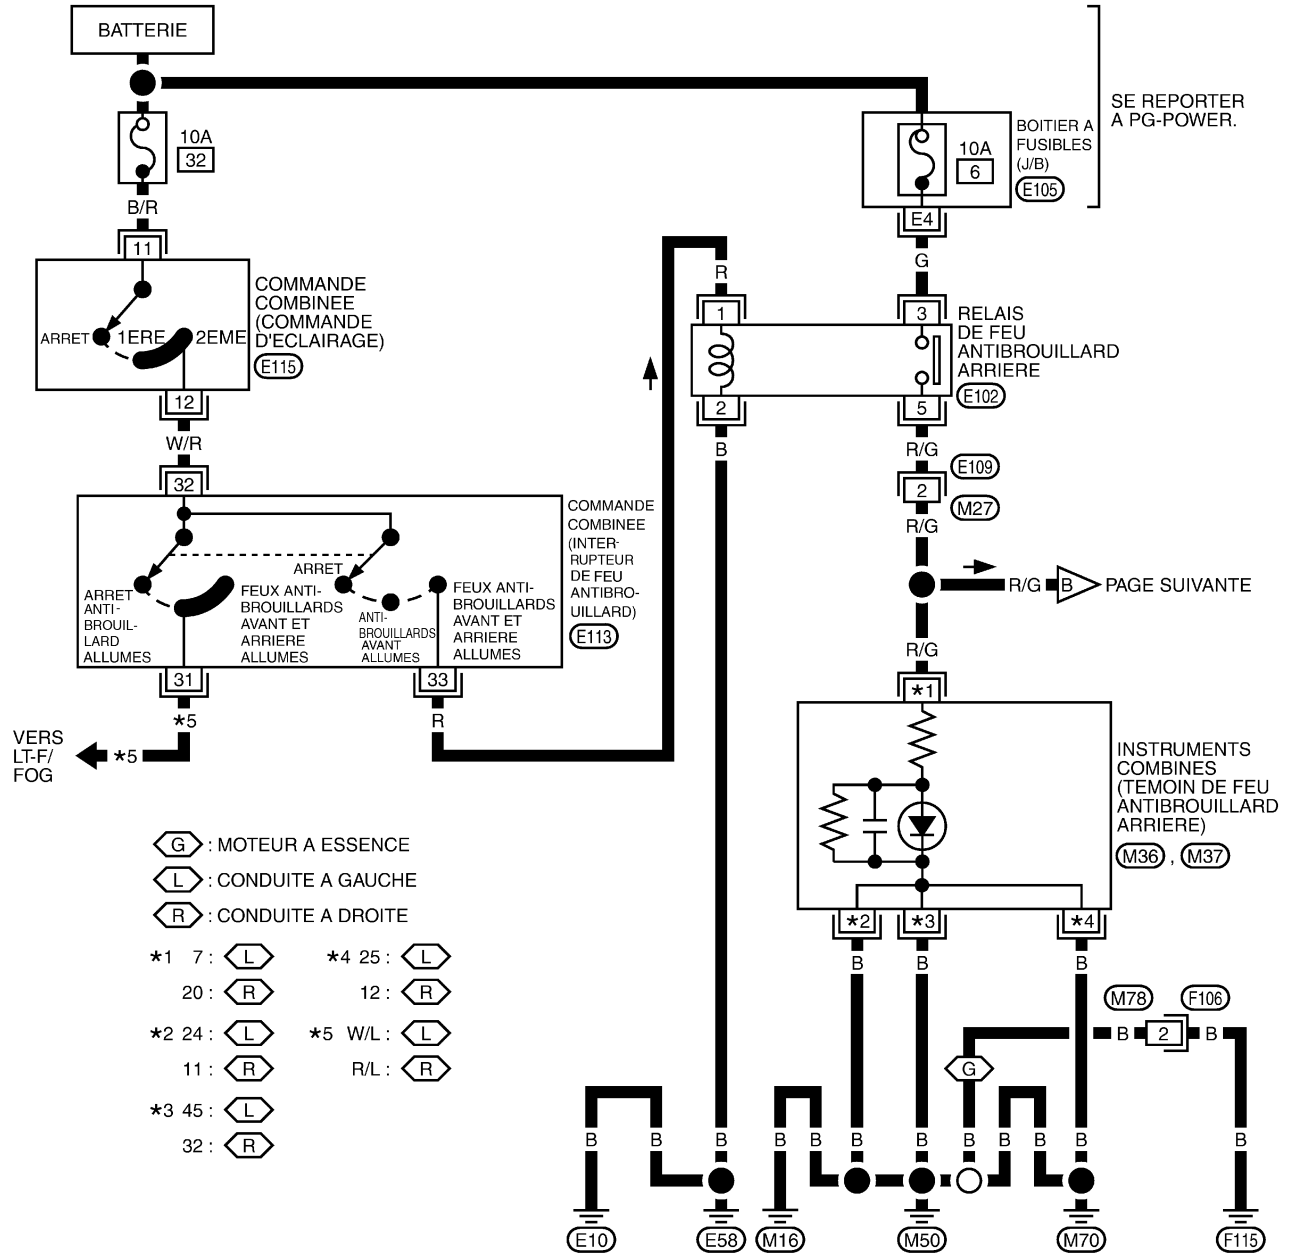 BATTERIE
SE REPORTER
A PG-POWER.
10A
32
B/R
11
BOITIER A
FUSIBLES
(J/B)
E105
10A
6
E4
G
COMMANDE
COMBINEE
(COMMANDE
D'ECLAIRAGE)
E115
ARRET
1ERE
2EME
12
W/R
32
R
1
3
RELAIS
DE FEU
ANTIBROUILLARD
ARRIERE
E102
2
5
B
R/G
E109
2
M27
R/G
COMMANDE
COMBINEE
(INTER-
RUPTEUR
DE FEU
ANTIBRO-
UILLARD)
E113
ARRET
ANTI-
BROUIL-
LARD
ALLUMES
FEUX ANTI-
BROUILLARDS
AVANT ET
ARRIERE
ALLUMES
ARRET
ANTI-
BROUILLARDS
AVANT
ALLUMES
FEUX ANTI-
BROUILLARDS
AVANT ET
ARRIERE
ALLUMES
31
33
*5
R
VERS
LT-F/
FOG
*5
R/G
B
PAGE SUIVANTE
R/G
*1
INSTRUMENTS
COMBINES
(TEMOIN DE FEU
ANTIBROUILLARD
ARRIERE)
M36 , M37
*2
*3
*4
B
B
B
G : MOTEUR A ESSENCE
L : CONDUITE A GAUCHE
R : CONDUITE A DROITE
*1 7 : L
20 : R
*2 24 : L
11 : R
*3 45 : L
32 : R
*4 25 : L
12 : R
*5 W/L : L
R/L : R
M78
F106
B
2
B
G
B
B
B
B
B
B
B
B
B
B
B
B
E10
E58
M16
M50
M70
F115